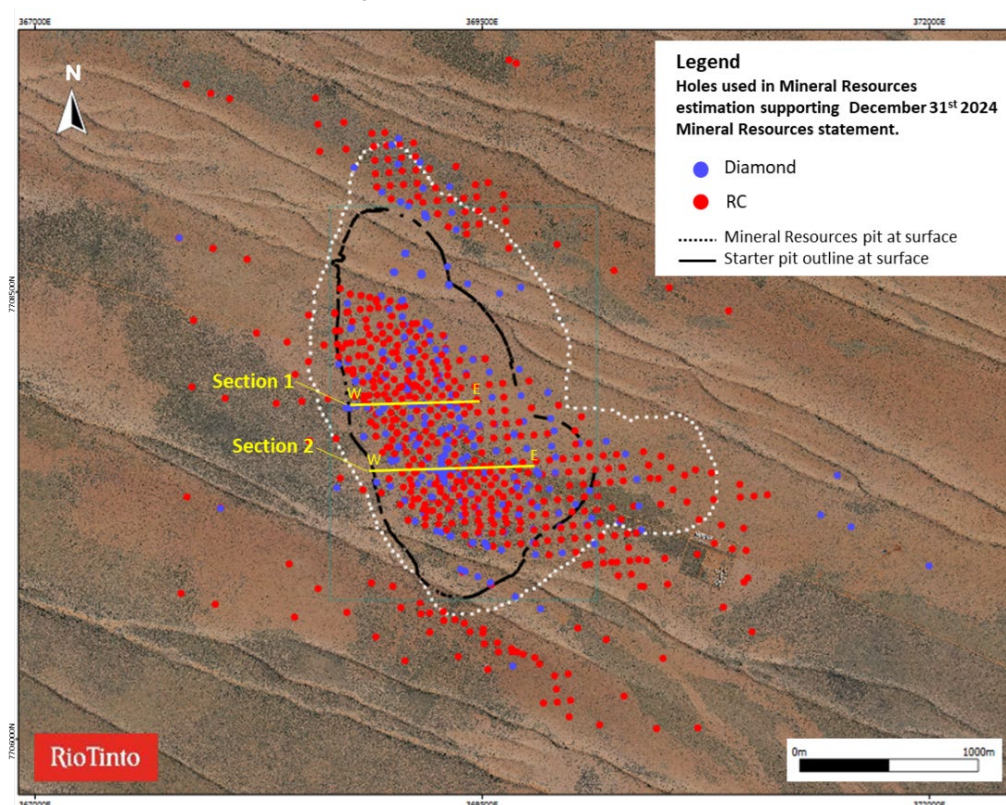 367000E
369500E
372000E
N
Legend
Holes used in Mineral Resources
estimation supporting December 31st 2024
Mineral Resources statement.
Diamond
RC
Mineral Resources pit at surface
Starter pit outline at surface
7708500N
Section 1
W
E
Section 2
W
E
7706000N
RioTinto
0m
1000m